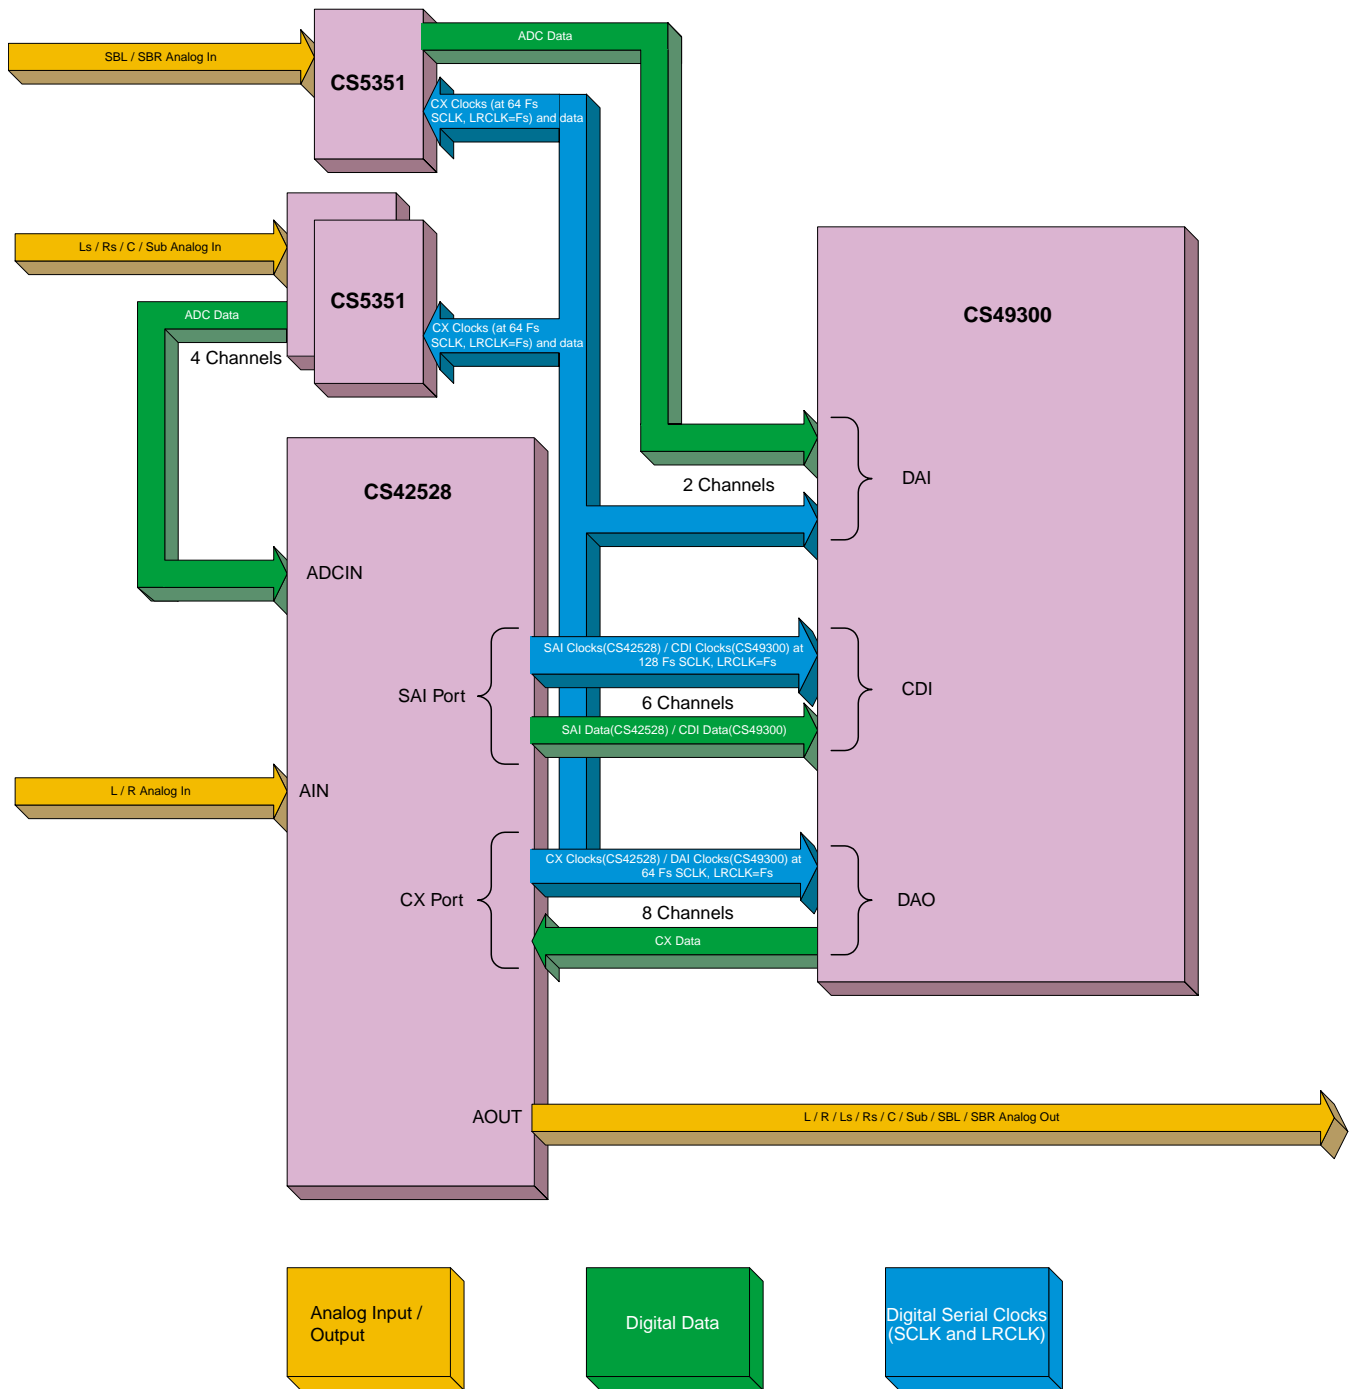 SBL / SBR Analog In
CS5351
ADC Data
CX Clocks (at 64 Fs
SCLK, LRCLK=Fs) and data
Ls / Rs / C / Sub Analog In
CS5351
CX Clocks (at 64 Fs
SCLK, LRCLK=Fs) and data
ADC Data
4 Channels
CS49300
2 Channels
DAI
CS42528
ADCIN
SAI Port
SAI Clocks(CS42528) / CDI Clocks(CS49300) at
128 Fs SCLK, LRCLK=Fs
6 Channels
SAI Data(CS42528) / CDI Data(CS49300)
CDI
L / R Analog In
AIN
CX Port
CX Clocks(CS42528) / DAI Clocks(CS49300) at
64 Fs SCLK, LRCLK=Fs
8 Channels
CX Data
DAO
AOUT
L / R / Ls / Rs / C / Sub / SBL / SBR Analog Out
Analog Input /
Output
Digital Data
Digital Serial Clocks
(SCLK and LRCLK)